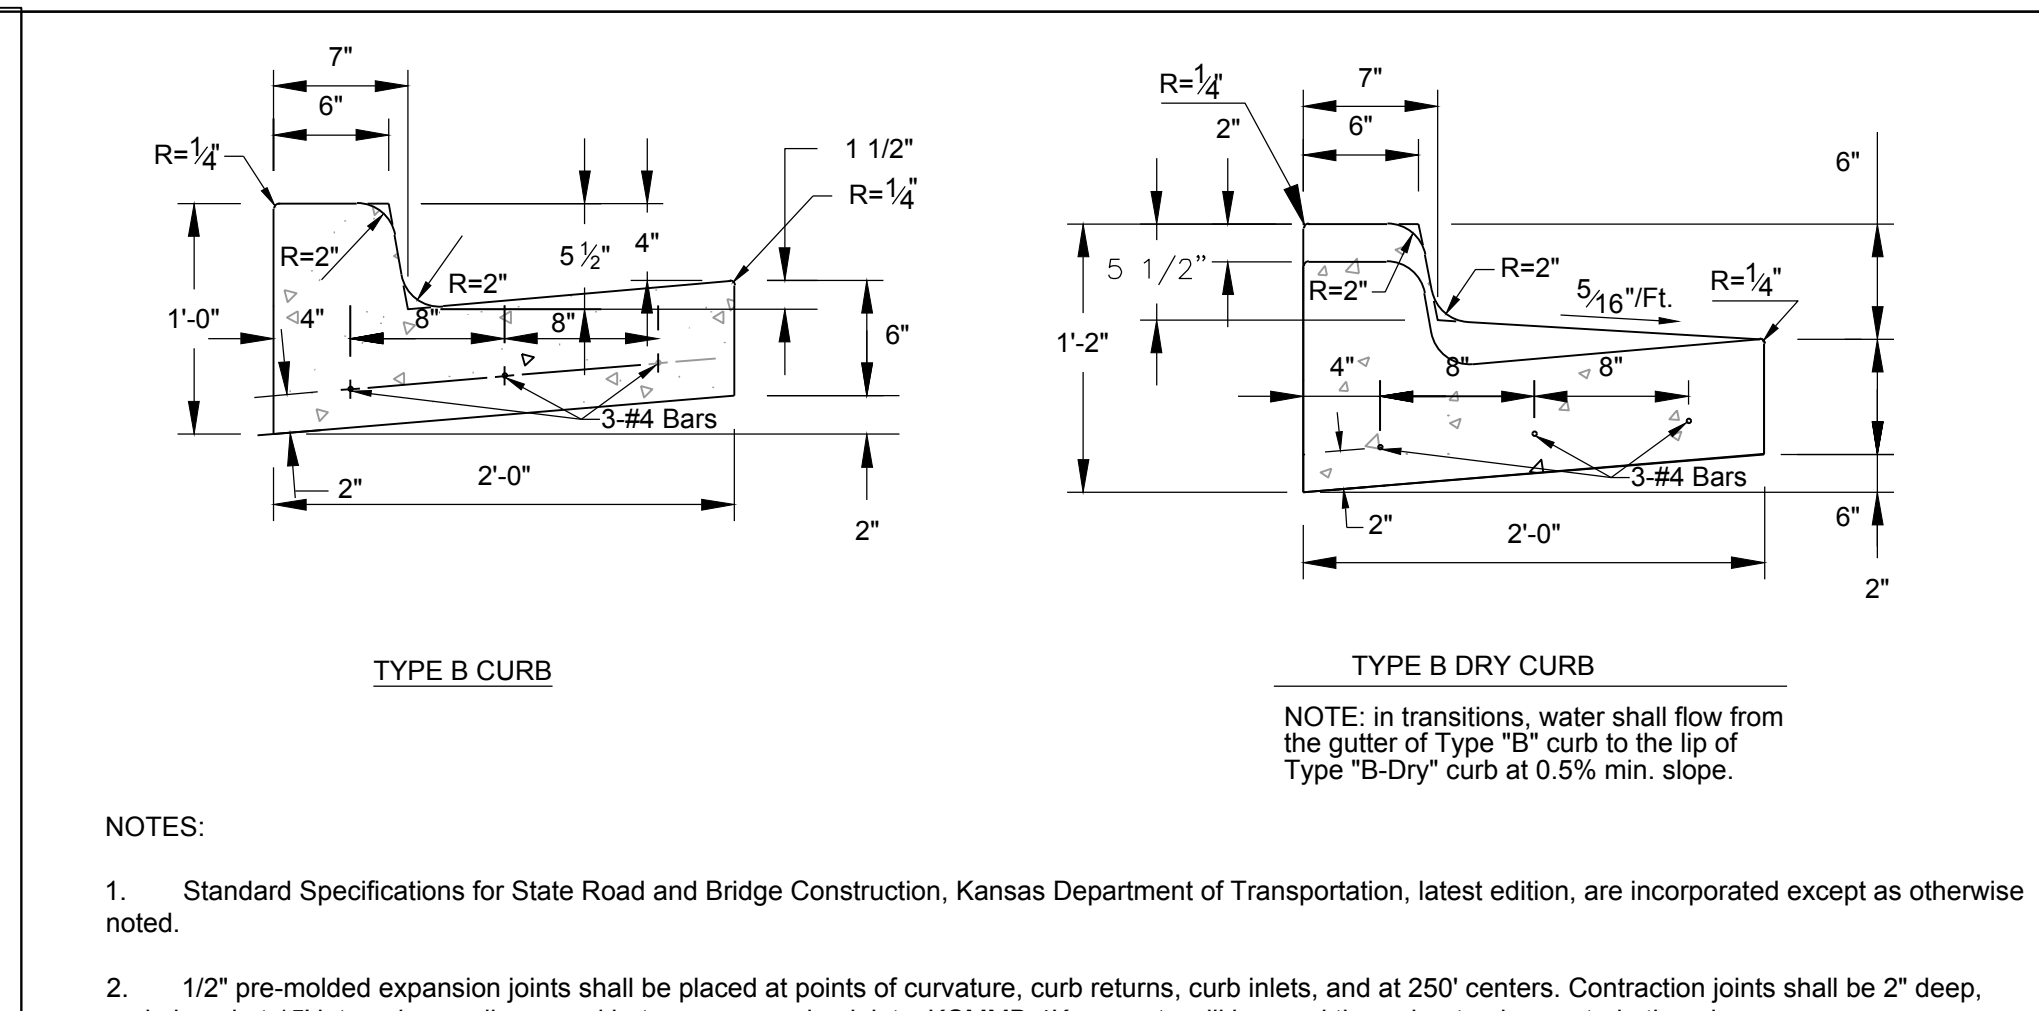 7"
6"
R=1/4"
1 1/2"
R=1/4"
R=2"
R=2"
5 1/2"
4"
1'-0"
4"
8"
8"
6"
3-#4 Bars
2"
2'-0"
2"
TYPE B CURB
R=1/4"
7"
2"
6"
6"
5 1/2"
R=2"
R=2"
5/16"/Ft.
R=1/4"
1'-2"
4"
8"
8"
3-#4 Bars
2"
2'-0"
6"
2"
TYPE B DRY CURB
NOTE: in transitions, water shall flow from
the gutter of Type "B" curb to the lip of
Type "B-Dry" curb at 0.5% min. slope.
NOTES:
1. Standard Specifications for State Road and Bridge Construction, Kansas Department of Transportation, latest edition, are incorporated except as otherwise
noted.
2. 1/2" pre-molded expansion joints shall be placed at points of curvature, curb returns, curb inlets, and at 250' centers. Contraction joints shall be 2" deep,